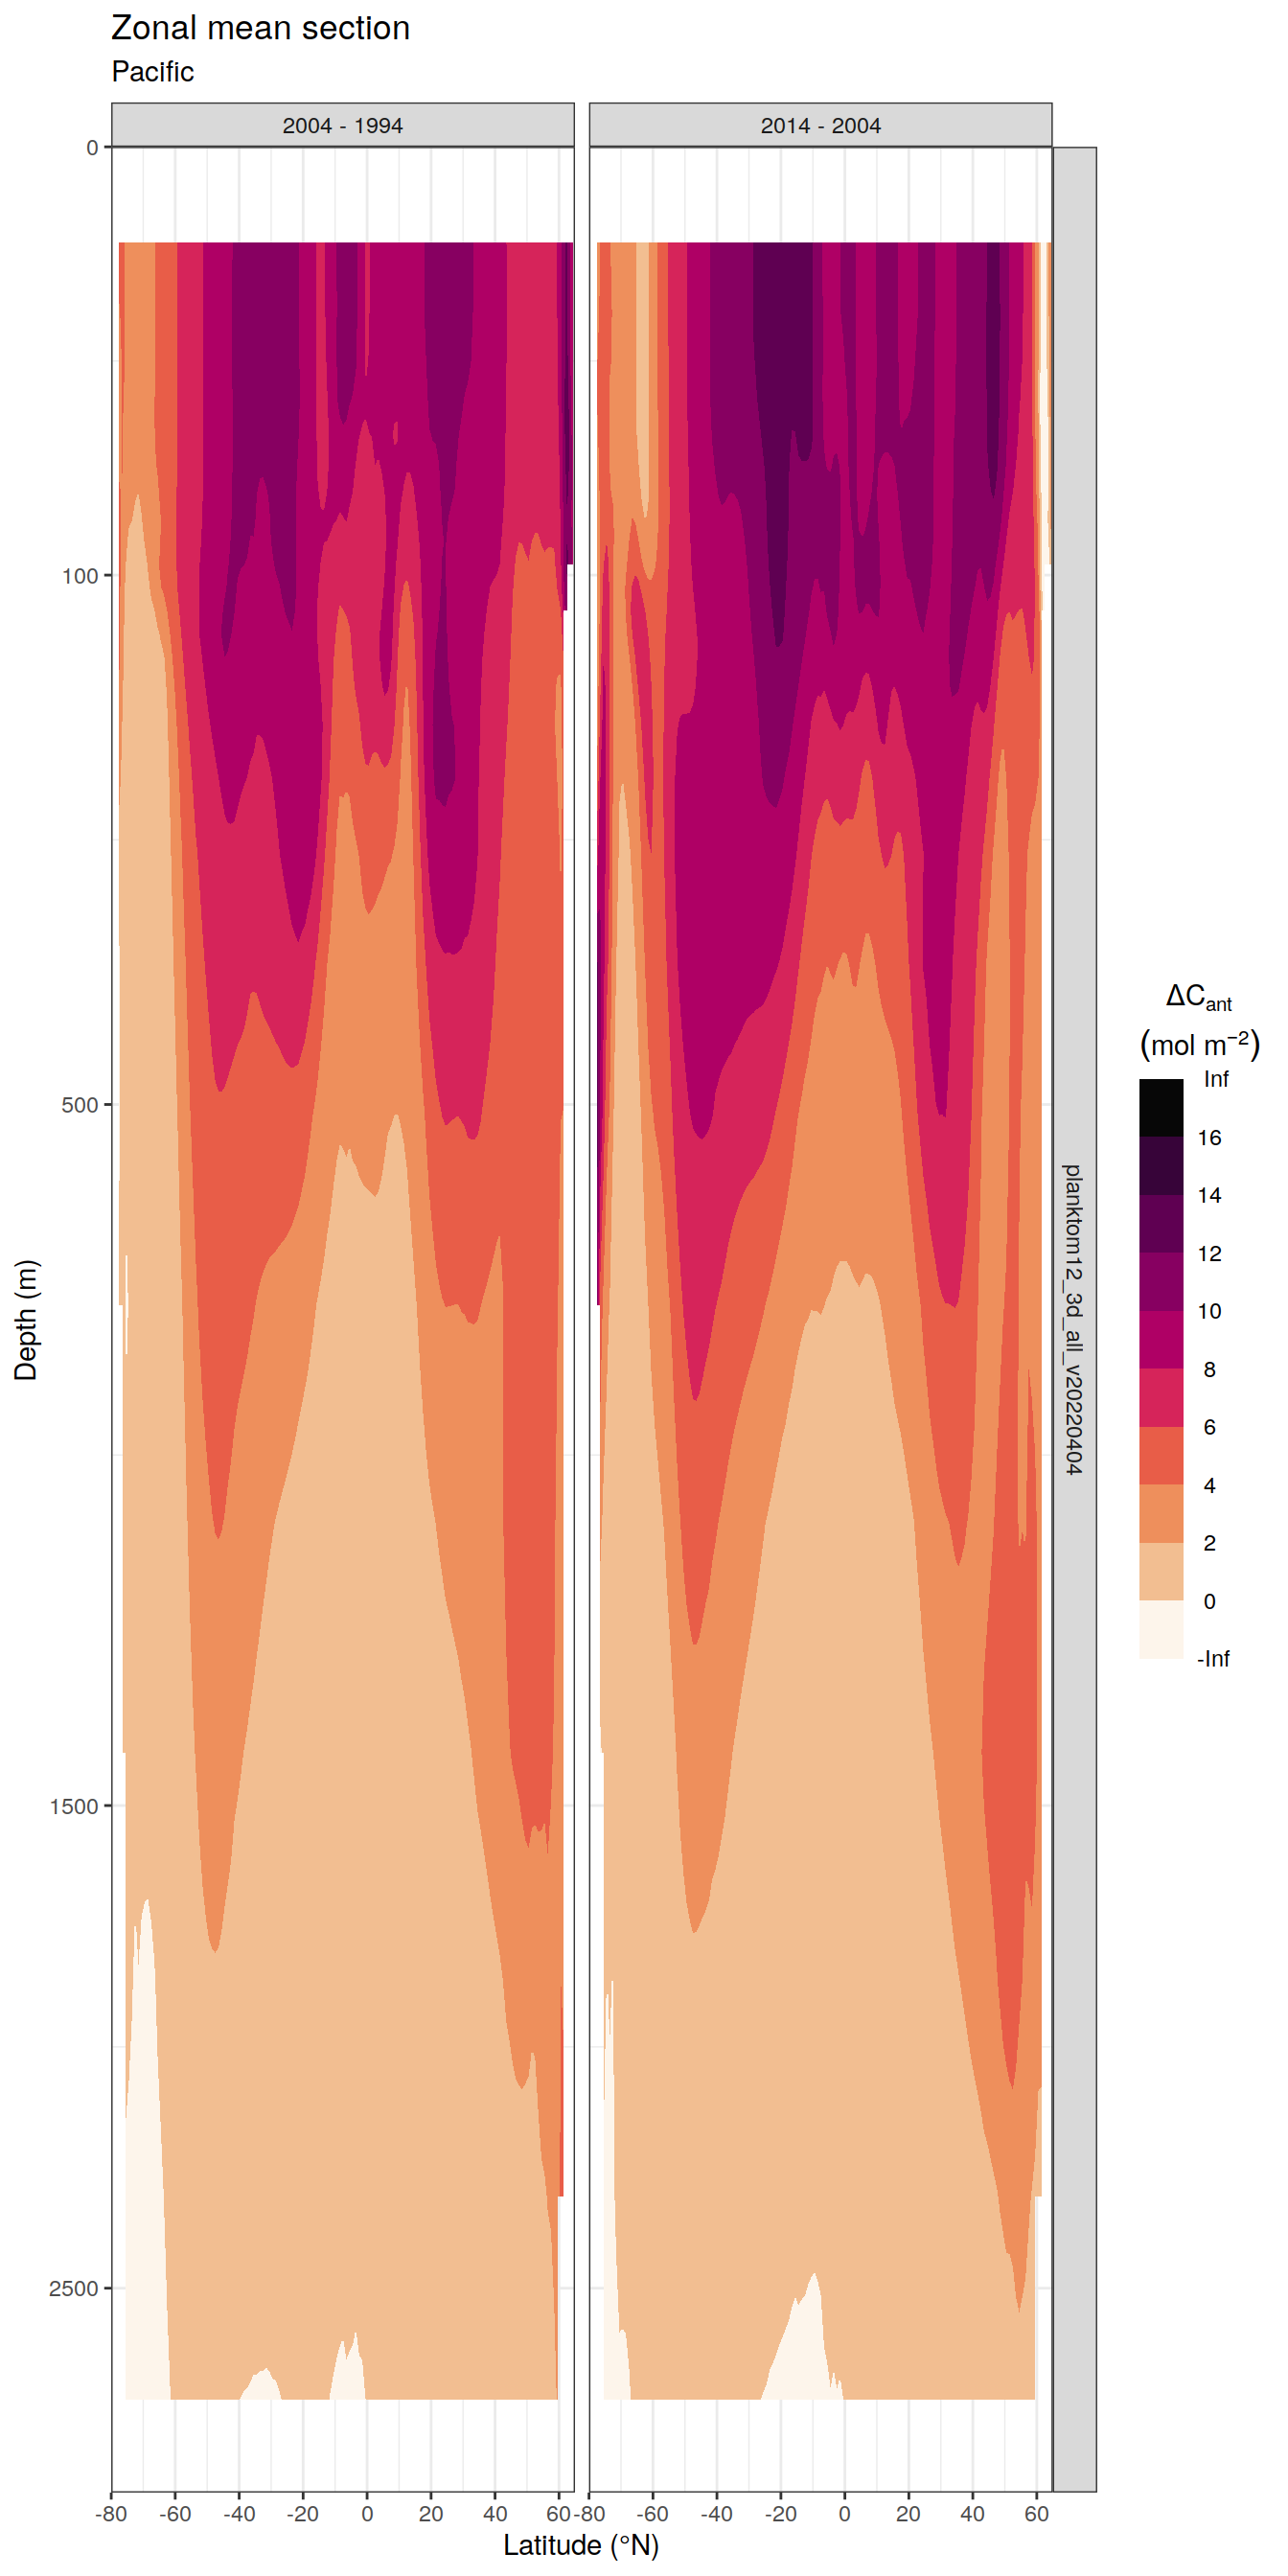 Zonal mean section
Pacific
2004 - 1994
2014 - 2004
0
100
500
1500
2500
Depth (m)
-80 -60 -40 -20 0 20 40 60 -80 -60 -40 -20 0 20 40 60
Latitude (°N)
planktom12_3d_all_v20220404
ΔCant
(mol m⁻²)
Inf
16
14
12
10
8
6
4
2
0
-Inf